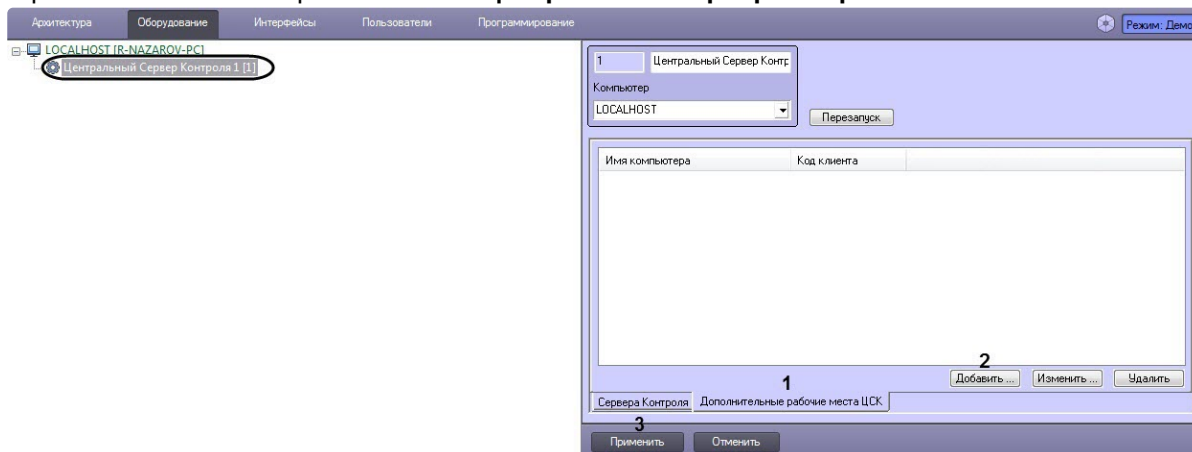 Архитектура Оборудование Интерфейсы Пользователи Программирование Режим: Демо
LOCALHOST [R-NAZAROV-PC]
Центральный Сервер Контроля 1 [1]
1 Центральный Сервер Контр
Компьютер
LOCALHOST
Перезапуск
Имя компьютера Код клиента
2
Добавить ... Изменить ... Удалить
1
Сервера Контроля Дополнительные рабочие места ЦСК
3
Применить Отменить